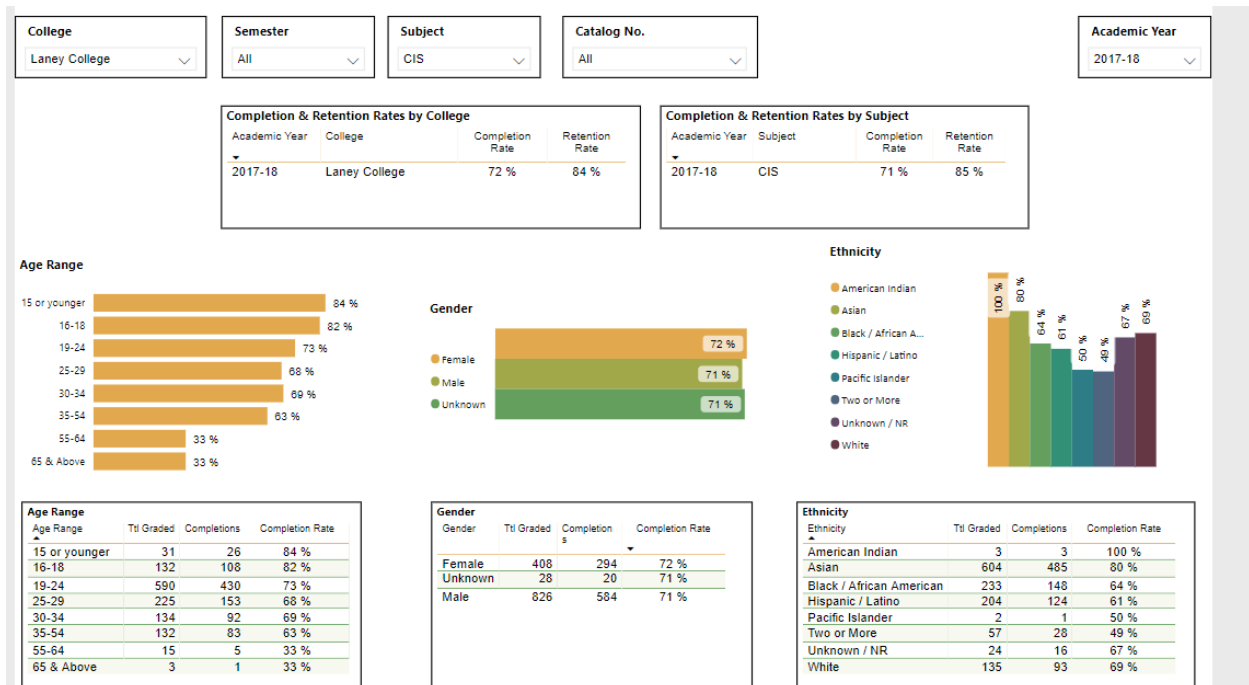 College Semester Subject Catalog No. Academic Year
Laney College All CIS All 2017-18
Completion & Retention Rates by College
Academic Year College Completion Rate Retention Rate
2017-18 Laney College 72 % 84 %
Completion & Retention Rates by Subject
Academic Year Subject Completion Rate Retention Rate
2017-18 CIS 71 % 85 %
Age Range
15 or younger 84 %
16-18 82 %
19-24 73 %
25-29 68 %
30-34 69 %
35-54 63 %
55-64 33 %
65 & Above 33 %
Gender
Female 72 %
Male 71 %
Unknown 71 %
Ethnicity
American Indian
Asian
Black / African A...
Hispanic / Latino
Pacific Islander
Two or More
Unknown / NR
White
100 % 80 % 64 % 61 % 50 % 49 % 67 % 69 %
Age Range
Age Range Ttl Graded Completions Completion Rate
15 or younger 31 26 84 %
16-18 132 108 82 %
19-24 590 430 73 %
25-29 225 153 68 %
30-34 134 92 69 %
35-54 132 83 63 %
55-64 15 5 33 %
65 & Above 3 1 33 %
Gender
Gender Ttl Graded Completion s Completion Rate
Female 408 294 72 %
Unknown 28 20 71 %
Male 826 584 71 %
Ethnicity
Ethnicity Ttl Graded Completions Completion Rate
American Indian 3 3 100 %
Asian 604 485 80 %
Black / African American 233 148 64 %
Hispanic / Latino 204 124 61 %
Pacific Islander 2 1 50 %
Two or More 57 28 49 %
Unknown / NR 24 16 67 %
White 135 93 69 %